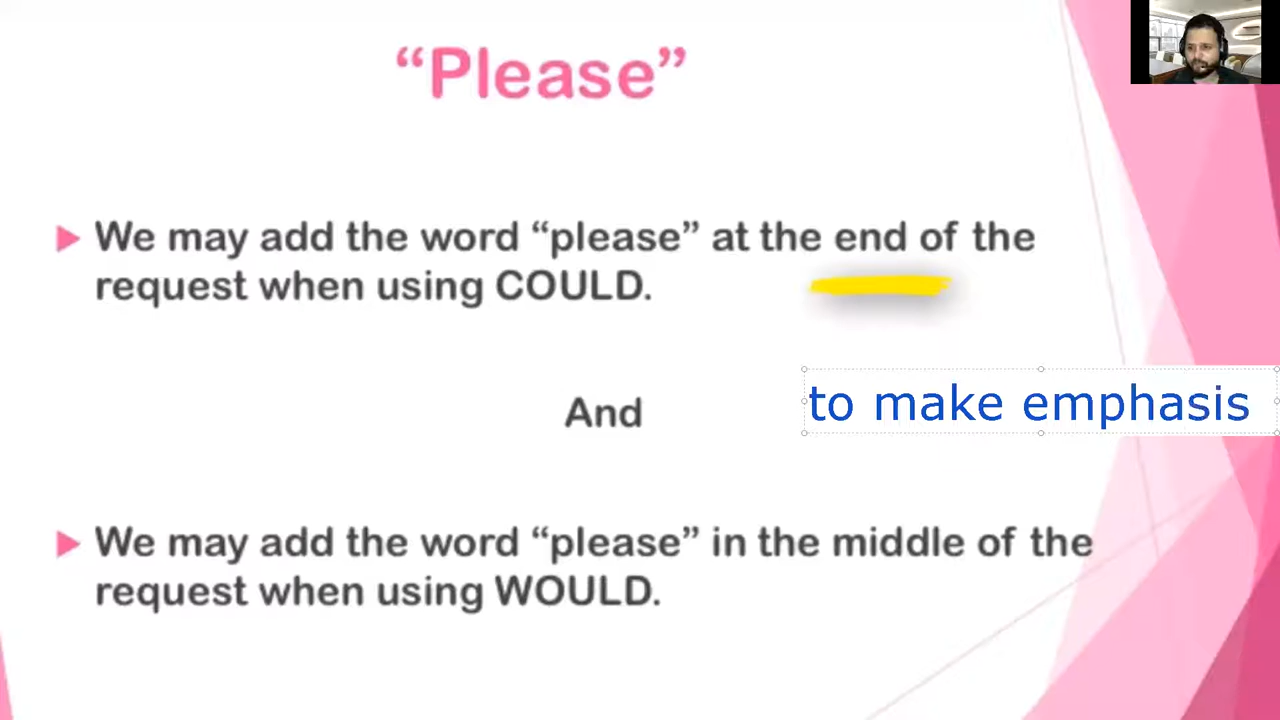 “Please”
We may add the word “please” at the end of the
request when using COULD.
And
to make emphasis
We may add the word “please” in the middle of the
request when using WOULD.